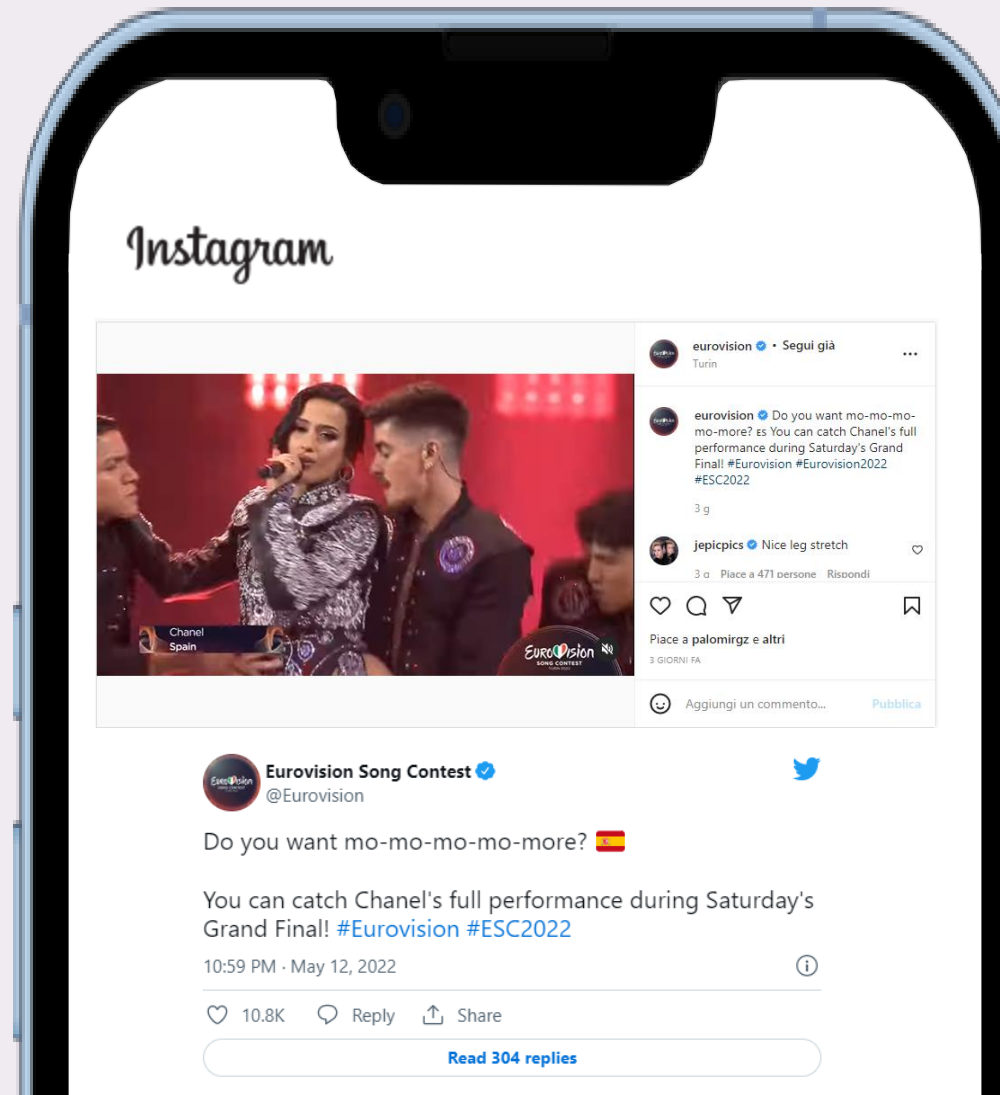 Instagram
eurovision • Segui già
Turin
eurovision Do you want mo-mo-mo-
mo-more? ᴇs You can catch Chanel's full
performance during Saturday's Grand
Final! #Eurovision #Eurovision2022
#ESC2022
3 g
jepicpics Nice leg stretch
3 g Piace a 471 persone Rispondi
Chanel
Spain
EUROVISION
SONG CONTEST
TURIN 2022
Piace a palomirgz e altri
3 GIORNI FA
Aggiungi un commento... Pubblica
Eurovision Song Contest
@Eurovision
Do you want mo-mo-mo-mo-more? 🇪🇸
You can catch Chanel's full performance during Saturday's
Grand Final! #Eurovision #ESC2022
10:59 PM · May 12, 2022
10.8K Reply Share
Read 304 replies